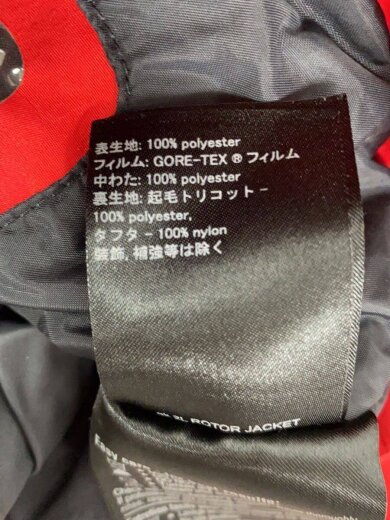 表生地: 100% polyester
フィルム: GORE-TEX ® フィルム
中わた: 100% polyester
裏生地: 起毛トリコット -
100% polyester,
タフタ - 100% nylon
装飾, 補強等は除く
2L ROTOR JACKET